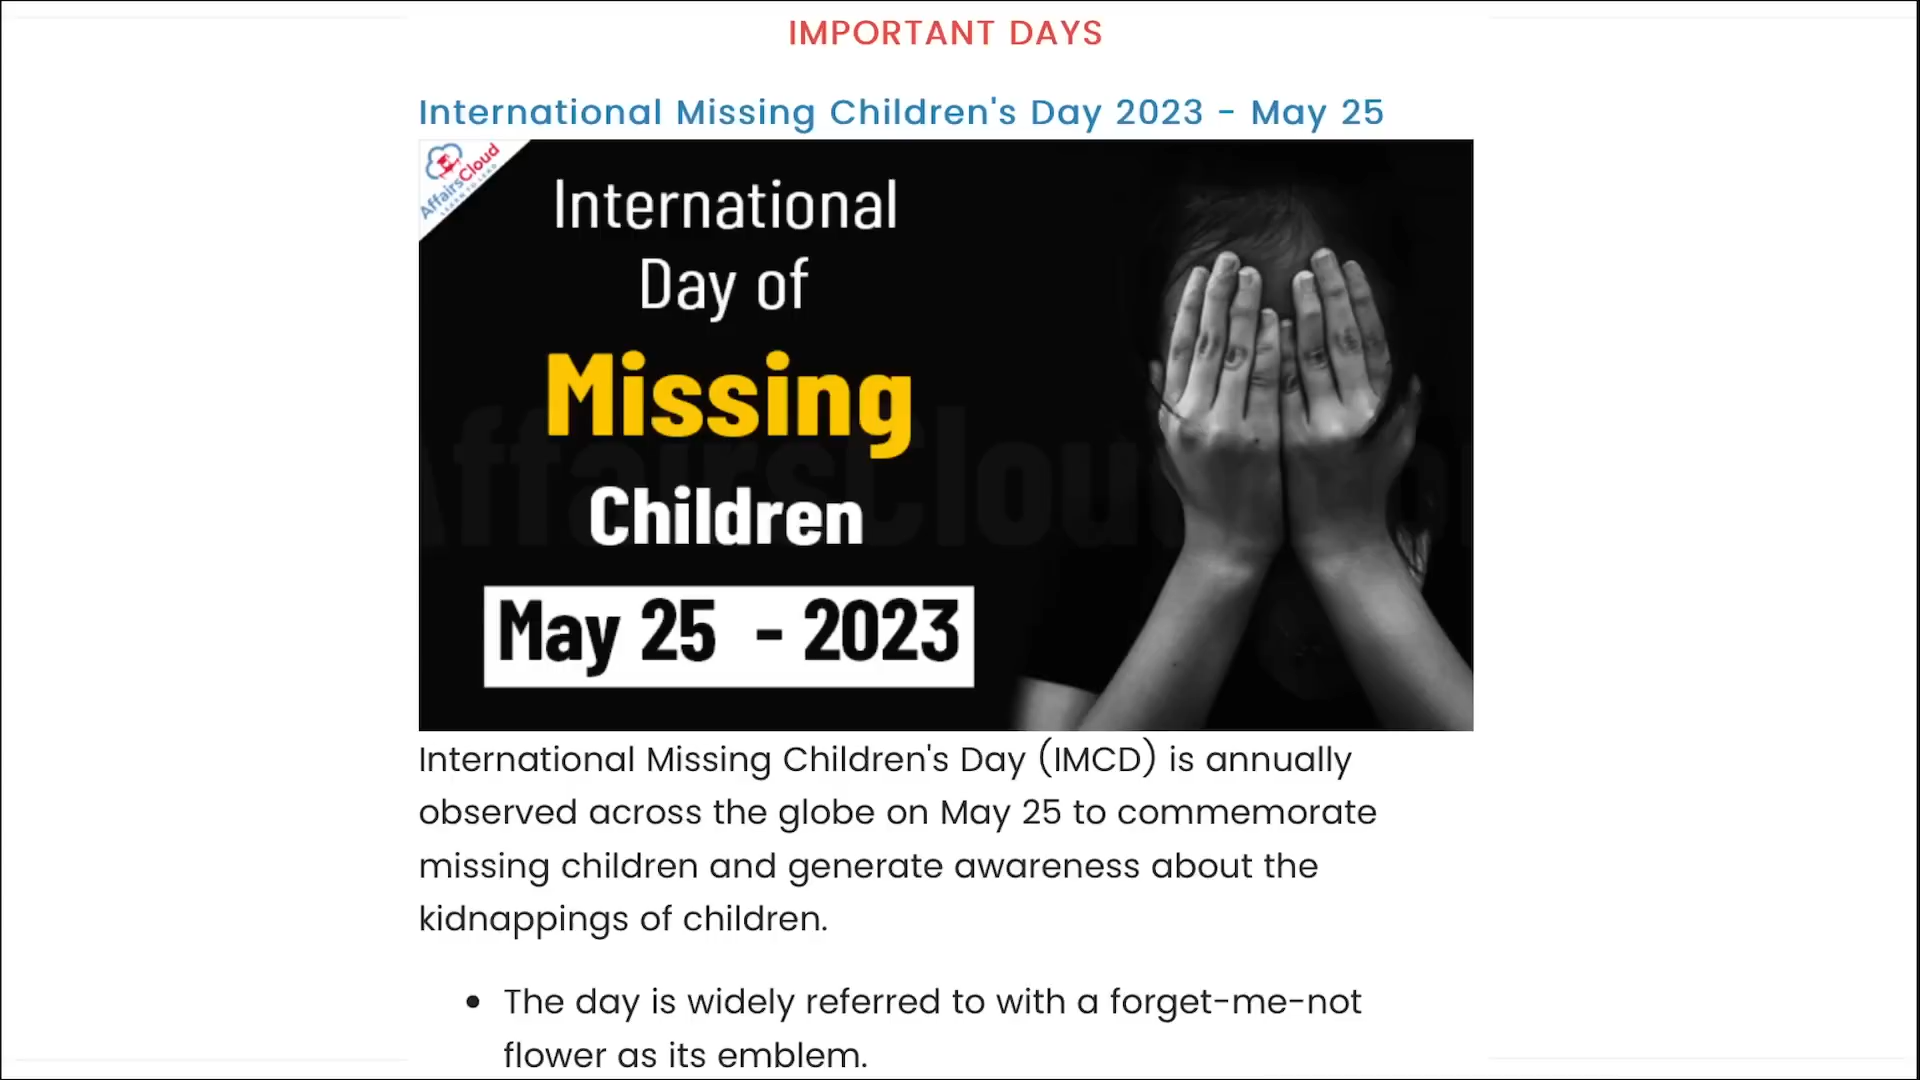 IMPORTANT DAYS
International Missing Children's Day 2023 - May 25
AffairsCloud
International
Day of
Missing
Children
May 25 - 2023
International Missing Children's Day (IMCD) is annually
observed across the globe on May 25 to commemorate
missing children and generate awareness about the
kidnappings of children.
• The day is widely referred to with a forget-me-not
flower as its emblem.